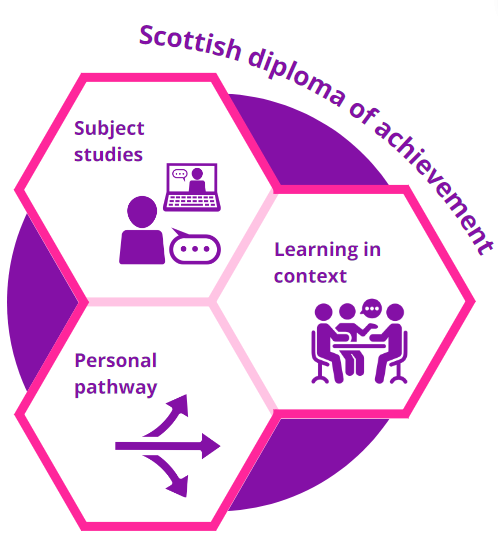 Scottish diploma of achievement
Subject
studies
Learning in
context
Personal
pathway